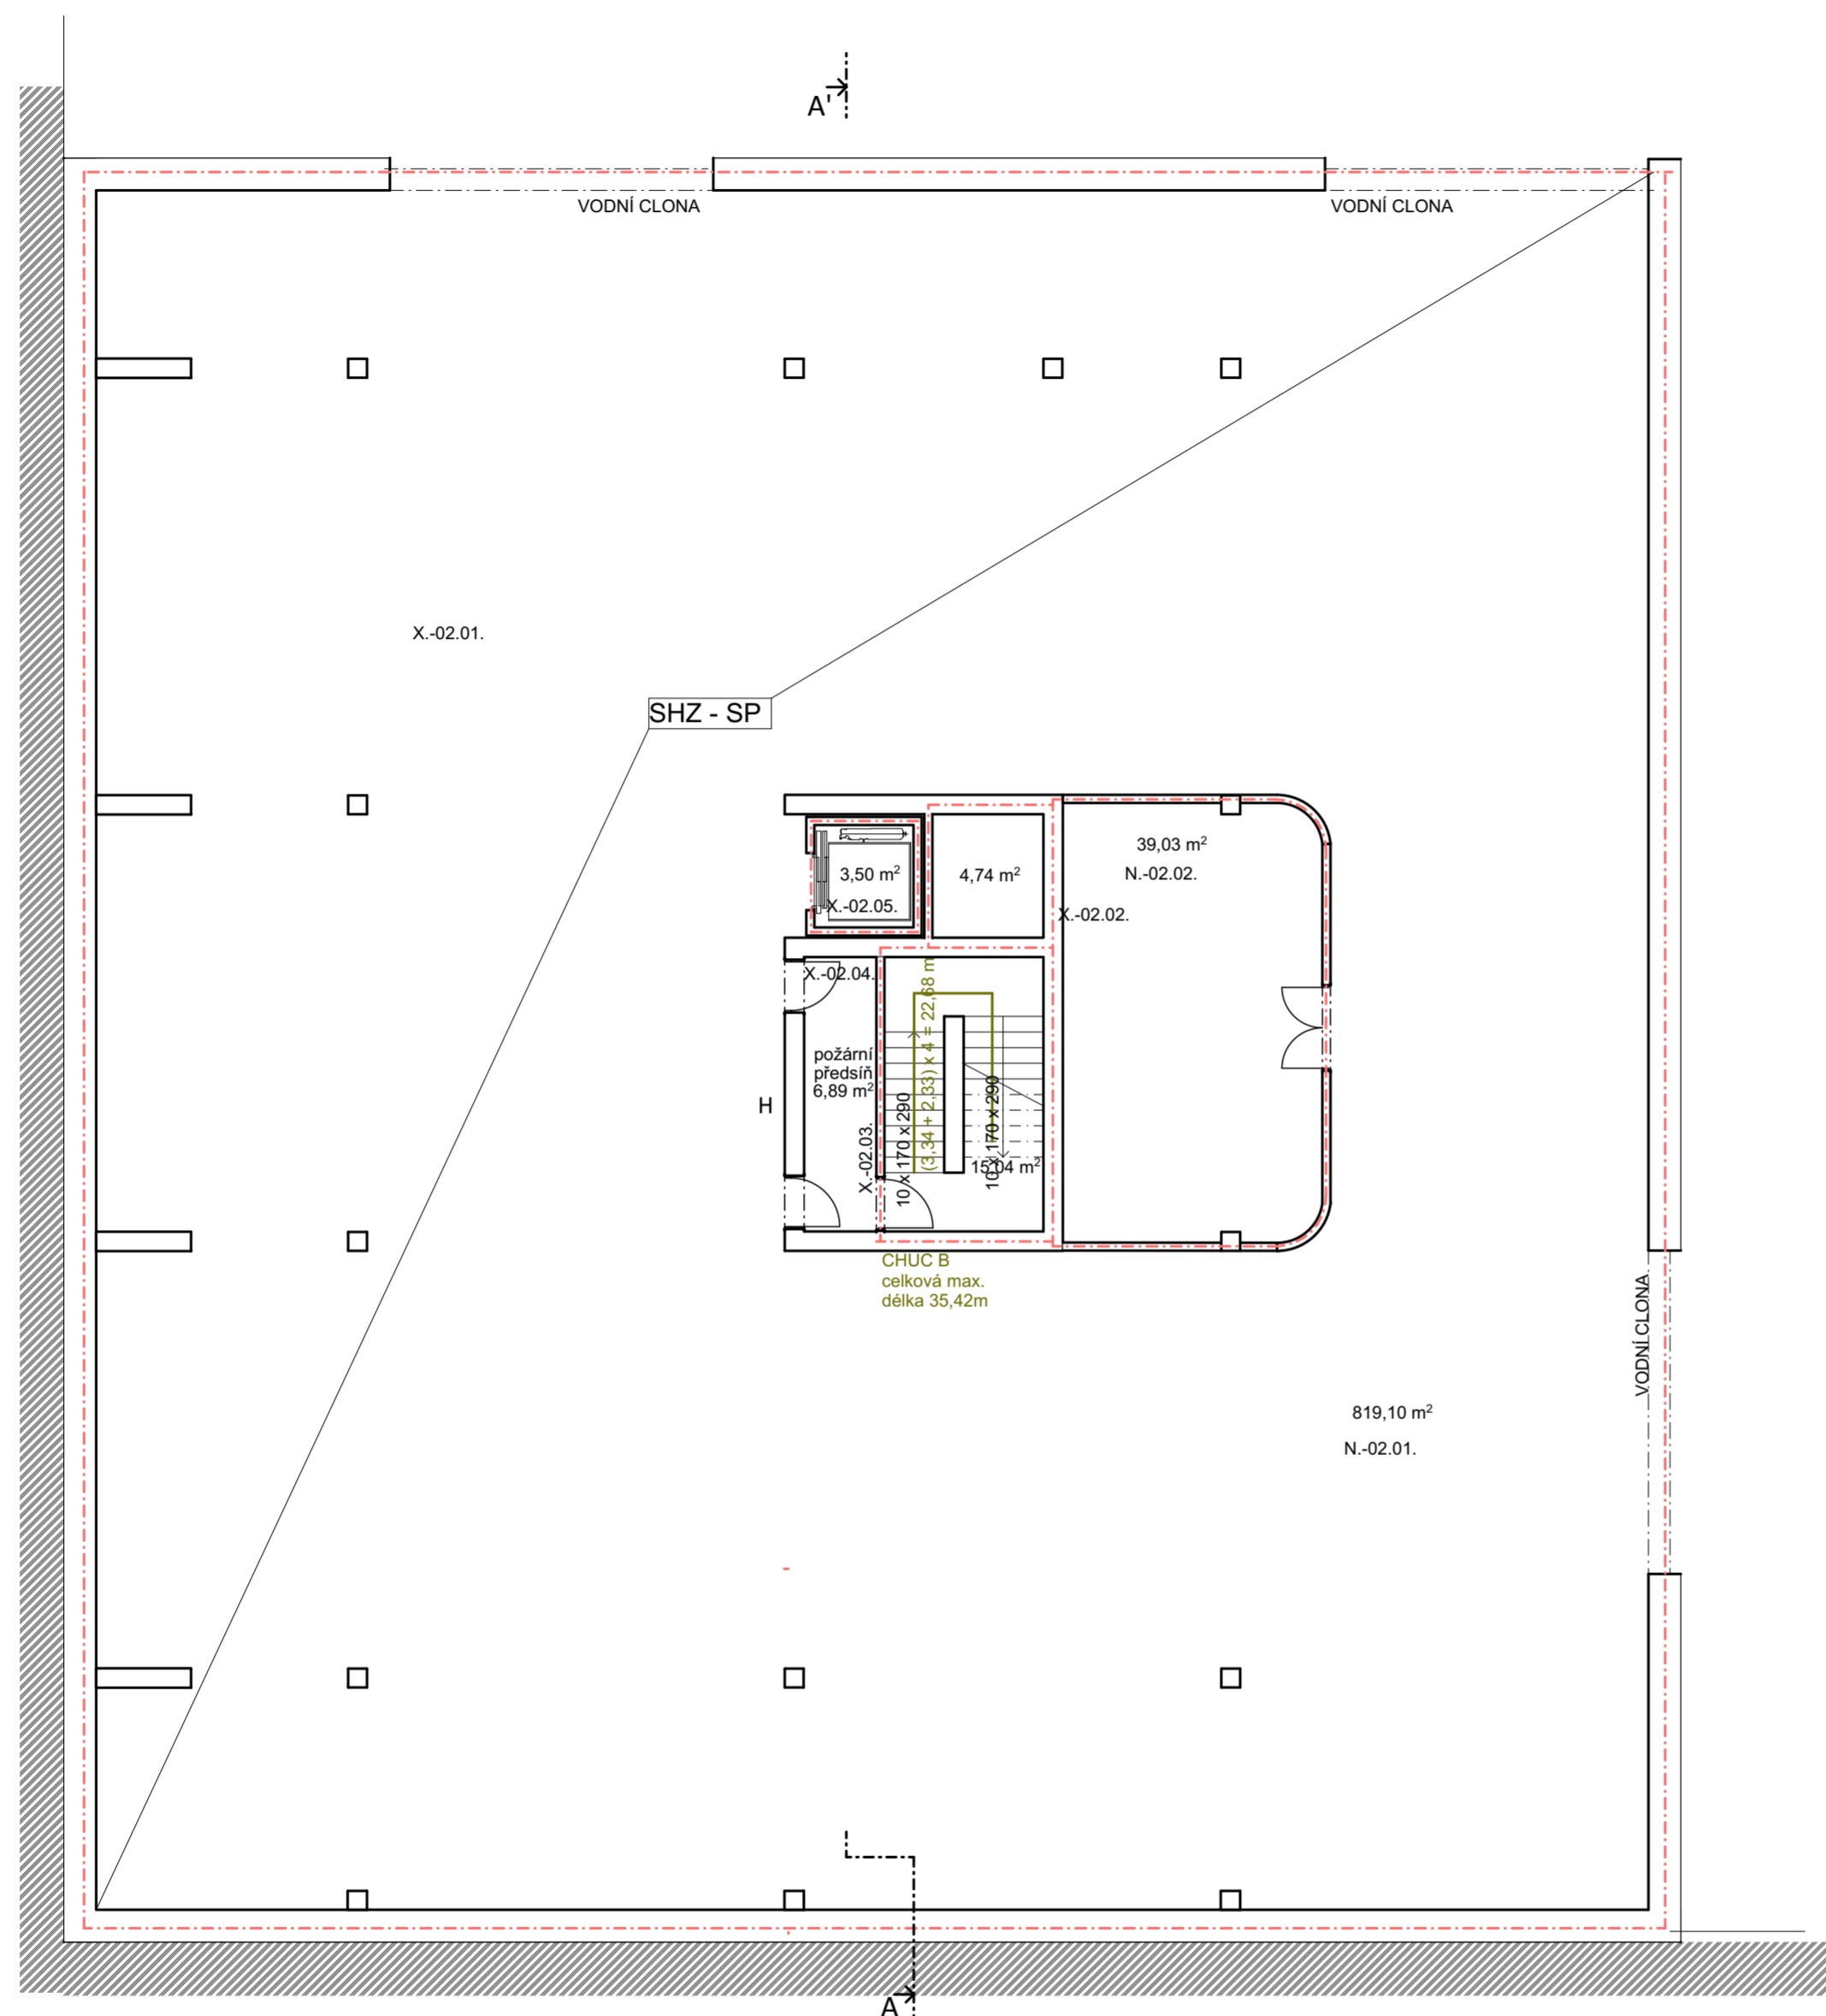 A'
VODNÍ CLONA
VODNÍ CLONA
X.-02.01.
SHZ - SP
39,03 m²
N.-02.02.
3,50 m²
X.-02.05.
4,74 m²
X.-02.02.
X.-02.04.
požární
předsíň
6,89 m²
H
X.-02.03.
10 x 170 x 290
(3,34 + 2,33) x 4 = 22,68 m
10 x 170 x 290
15,04 m²
CHUC B
celková max.
délka 35,42m
VODNÍ CLONA
819,10 m²
N.-02.01.
A